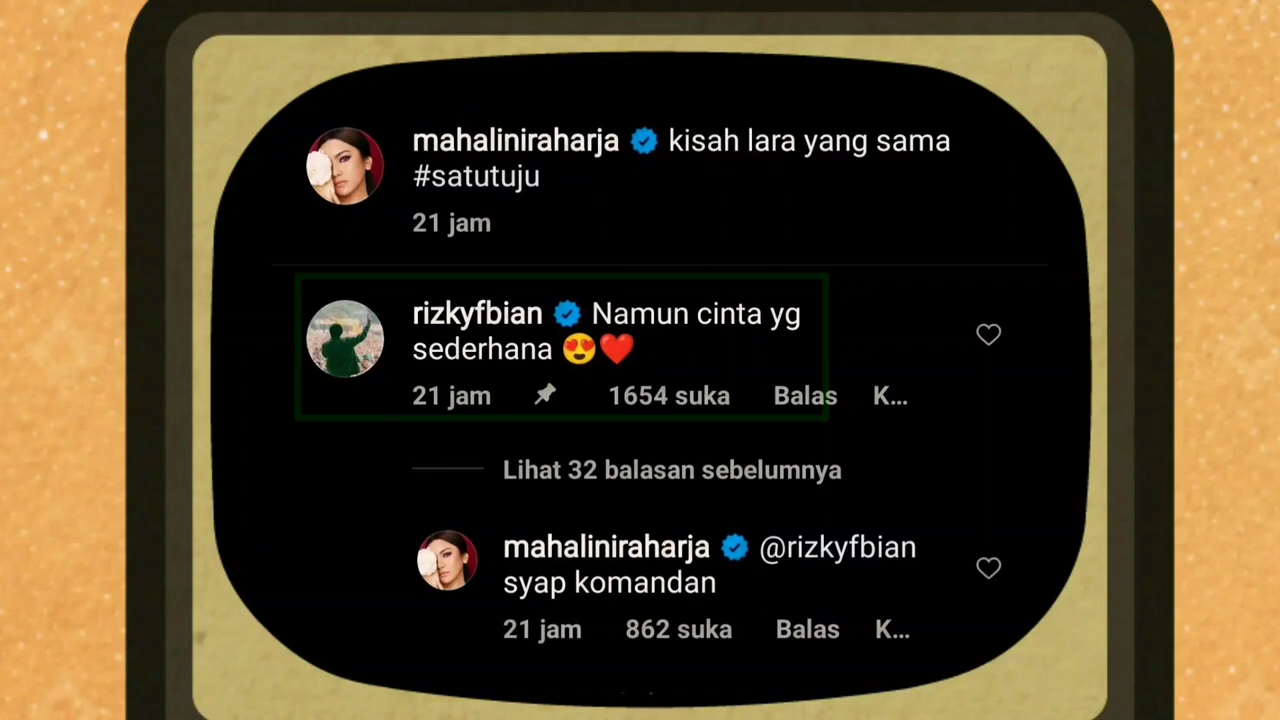 mahaliniraharja kisah lara yang sama
#satutuju
21 jam
rizkyfbian Namun cinta yg
sederhana 😍❤️
21 jam 1654 suka Balas K...
Lihat 32 balasan sebelumnya
mahaliniraharja @rizkyfbian
syap komandan
21 jam 862 suka Balas K...